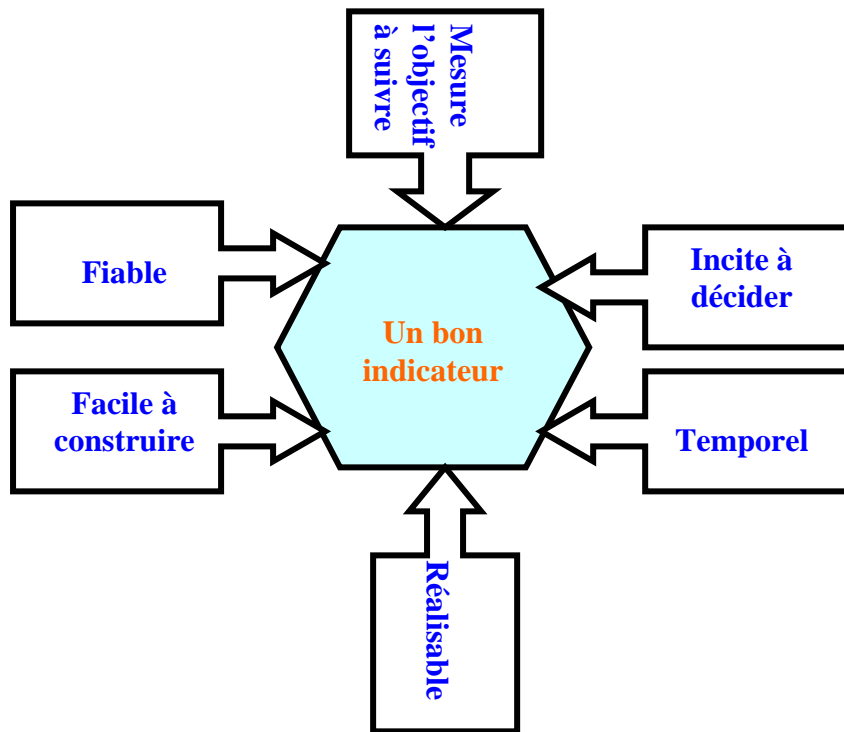 Mesure
l'objectif
à suivre
Fiable
Incite à
décider
Un bon
indicateur
Facile à
construire
Temporel
Réalisable